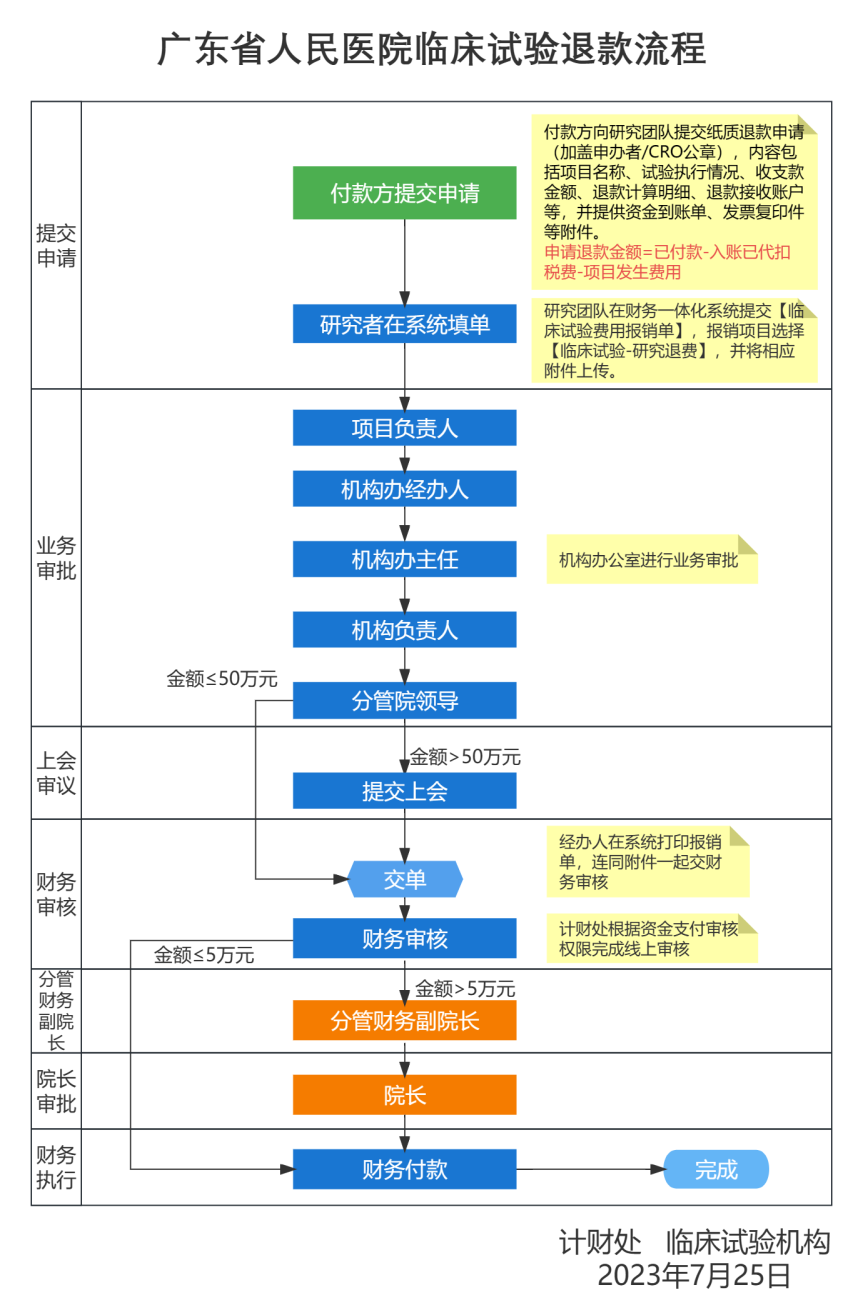 广东省人民医院临床试验退款流程
付款方向研究团队提交纸质退款申请
（加盖申办者/CRO公章），内容包
括项目名称、试验执行情况、收支款
金额、退款计算明细、退款接收账户
等，并提供资金到账单、发票复印件
等附件。
申请退款金额=已付款-入账已代扣
税费-项目发生费用
付款方提交申请
提交
申请
研究者在系统填单
研究团队在财务一体化系统提交【临
床试验费用报销单】，报销项目选择
【临床试验-研究退费】，并将相应
附件上传。
项目负责人
机构办经办人
业务
审批
机构办主任
机构办公室进行业务审批
机构负责人
金额≤50万元
分管院领导
上会
审议
金额>50万元
提交上会
财务
审核
交单
经办人在系统打印报销
单，连同附件一起交财
务审核
财务审核
计财处根据资金支付审核
权限完成线上审核
金额≤5万元
分管
财务
副院
长
金额>5万元
分管财务副院长
院长
审批
院长
财务
执行
财务付款
完成
计财处 临床试验机构
2023年7月25日